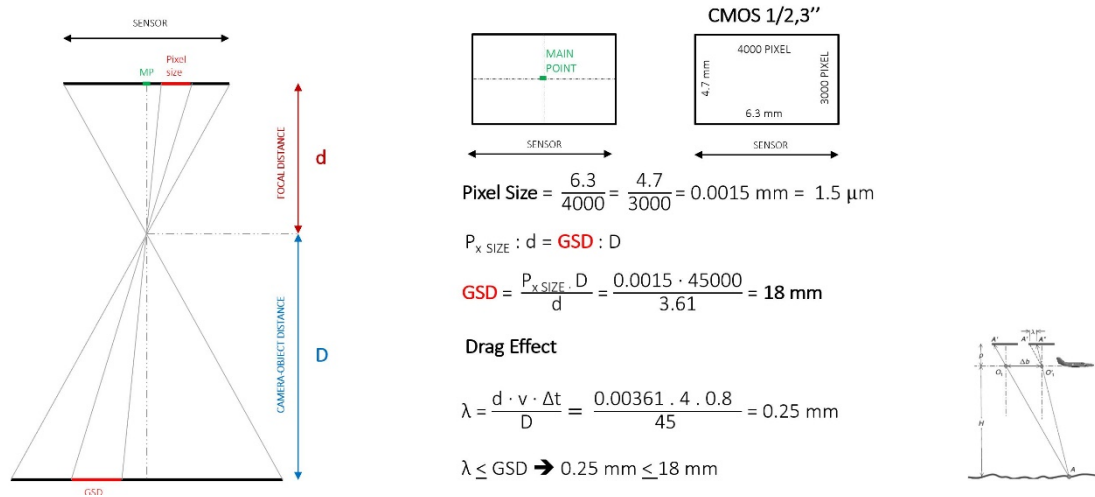 SENSOR
Pixel
size
MP
FOCAL DISTANCE
d
CAMERA-OBJECT DISTANCE
D
GSD
MAIN
POINT
SENSOR
CMOS 1/2,3’’
4000 PIXEL
4.7 mm
3000 PIXEL
6.3 mm
SENSOR
Pixel Size = 6.3/4000 = 4.7/3000 = 0.0015 mm = 1.5 µm
Px SIZE : d = GSD : D
GSD = Px SIZE · D/d = 0.0015 · 45000/3.61 = 18 mm
Drag Effect
λ = d · v · Δt/D = 0.00361 . 4 . 0.8/45 = 0.25 mm
λ ≤ GSD ➔ 0.25 mm ≤ 18 mm
λ
A' A' A''
p
O₁ Δb O'₁
H
A